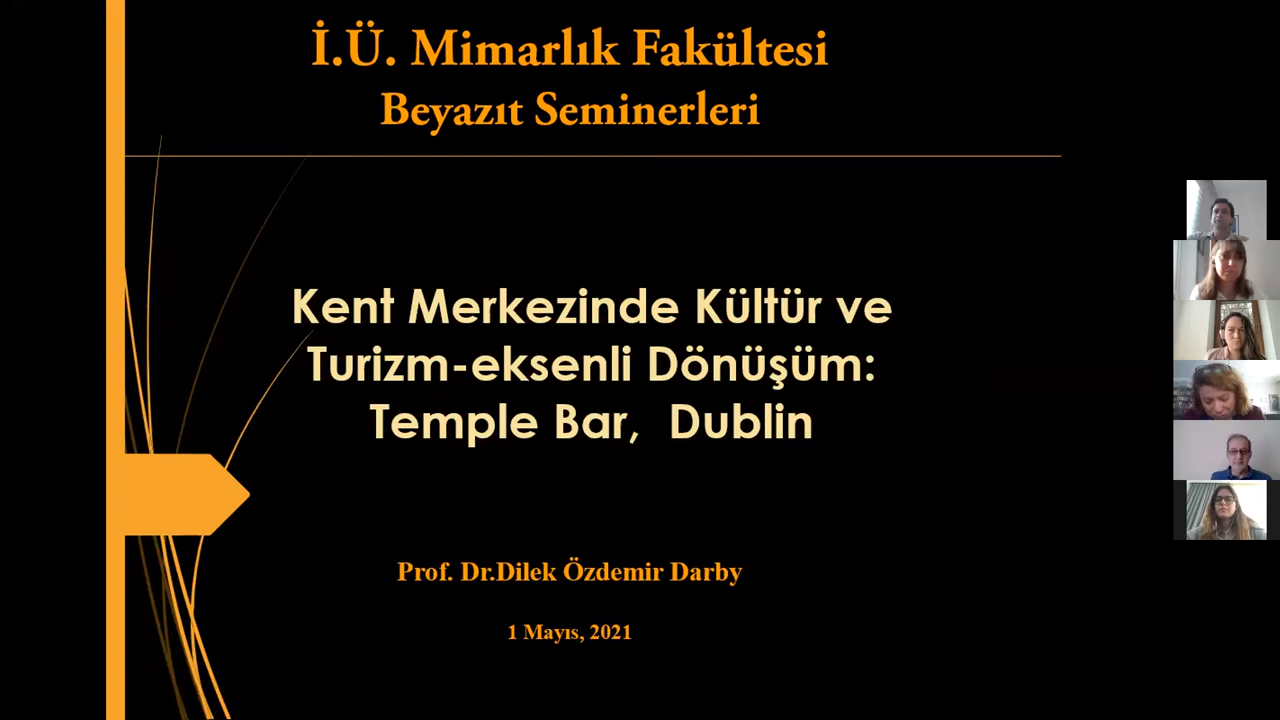 İ.Ü. Mimarlık Fakültesi
Beyazıt Seminerleri
Kent Merkezinde Kültür ve
Turizm-eksenli Dönüşüm:
Temple Bar, Dublin
Prof. Dr.Dilek Özdemir Darby
1 Mayıs, 2021